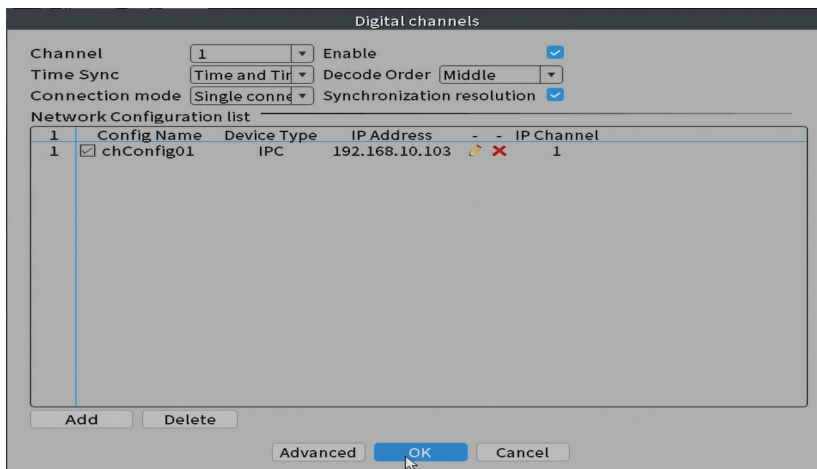 Digital channels
Channel 1 Enable
Time Sync Time and Tir Decode Order Middle
Connection mode Single conne Synchronization resolution
Network Configuration list
1 Config Name Device Type IP Address - - IP Channel
1 chConfig01 IPC 192.168.10.103 1
Add Delete
Advanced OK Cancel